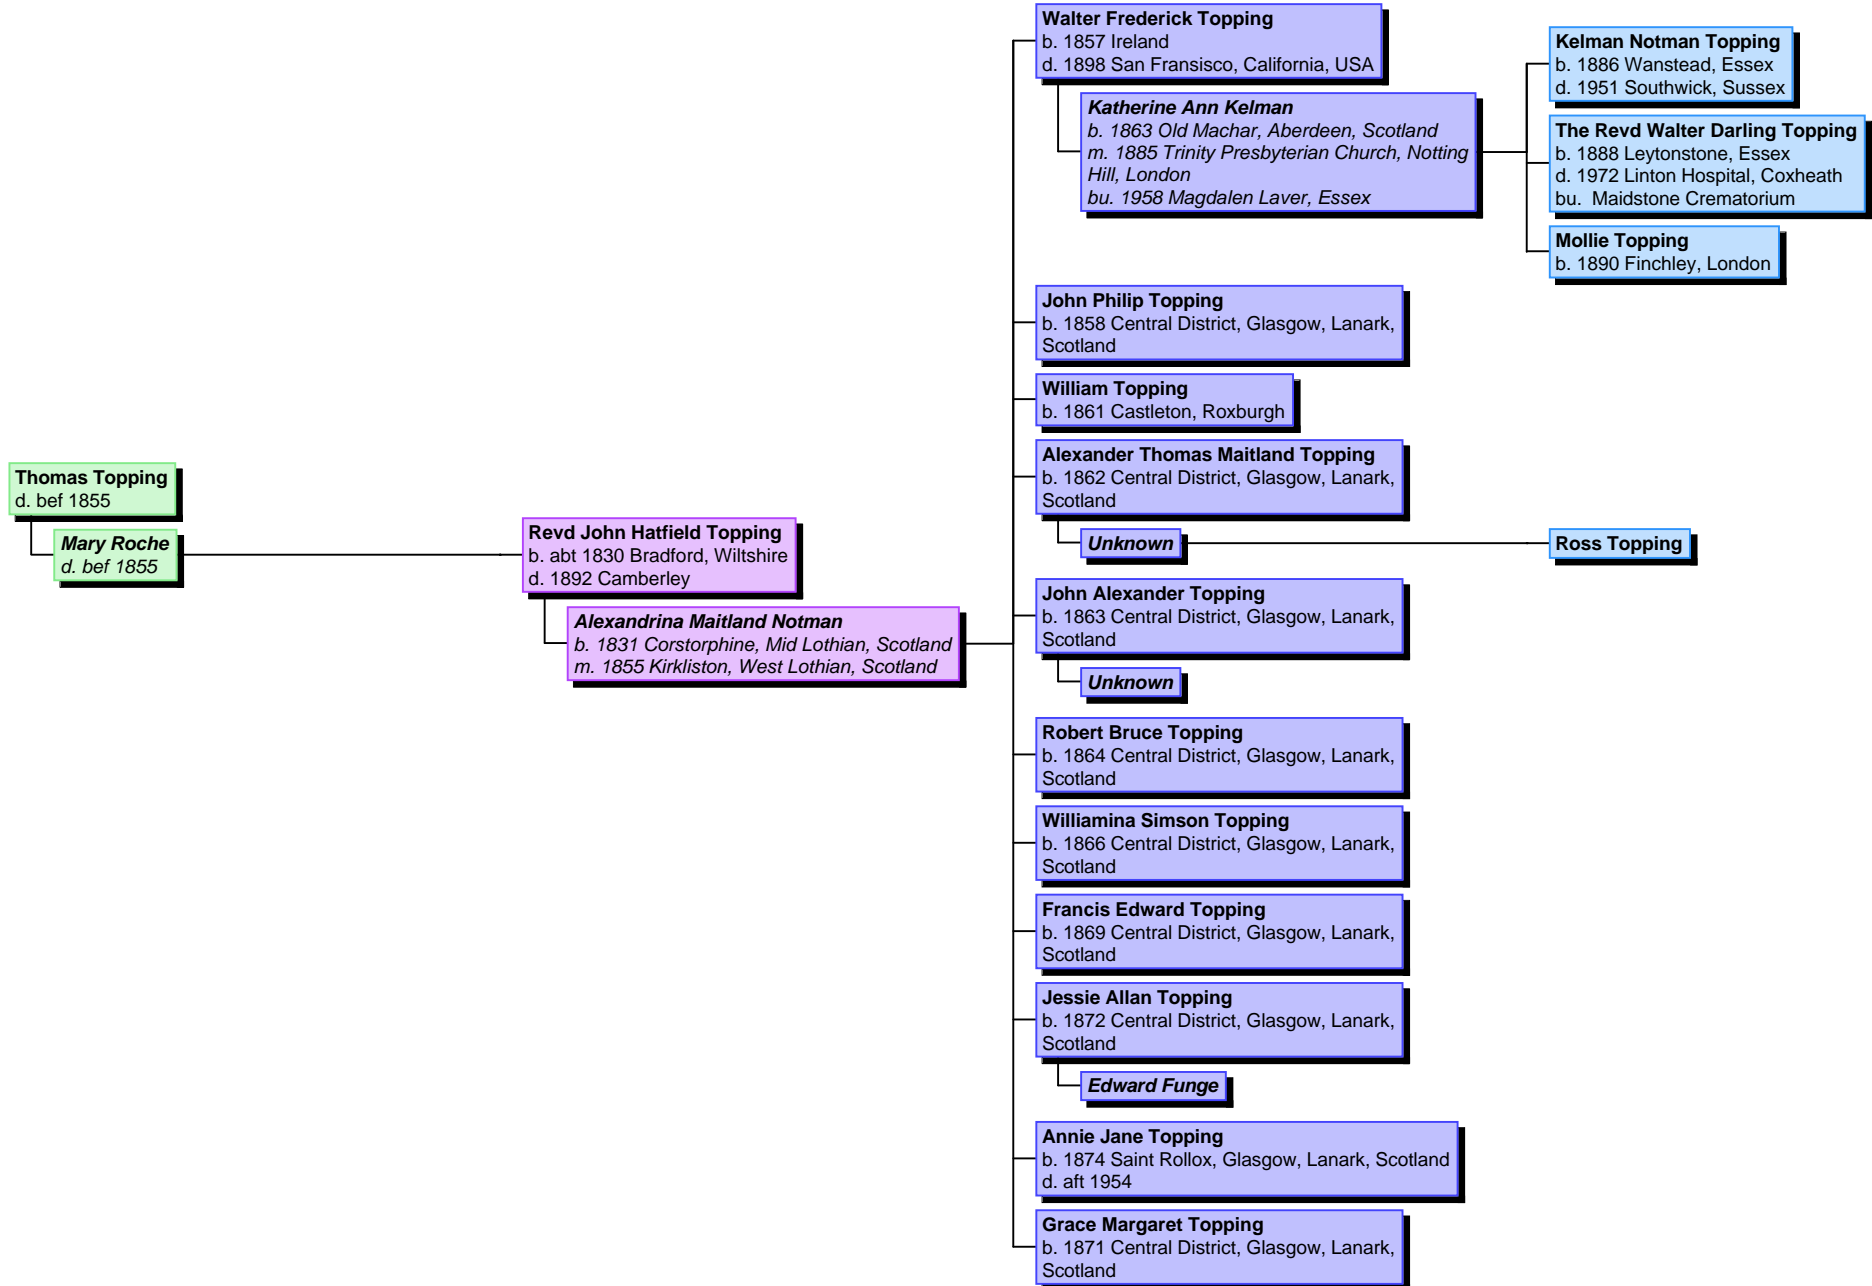 Thomas Topping
d. bef 1855
Mary Roche
d. bef 1855
Revd John Hatfield Topping
b. abt 1830 Bradford, Wiltshire
d. 1892 Camberley
Alexandrina Maitland Notman
b. 1831 Corstorphine, Mid Lothian, Scotland
m. 1855 Kirkliston, West Lothian, Scotland
Walter Frederick Topping
b. 1857 Ireland
d. 1898 San Fransisco, California, USA
Katherine Ann Kelman
b. 1863 Old Machar, Aberdeen, Scotland
m. 1885 Trinity Presbyterian Church, Notting
Hill, London
bu. 1958 Magdalen Laver, Essex
Kelman Notman Topping
b. 1886 Wanstead, Essex
d. 1951 Southwick, Sussex
The Revd Walter Darling Topping
b. 1888 Leytonstone, Essex
d. 1972 Linton Hospital, Coxheath
bu.  Maidstone Crematorium
Mollie Topping
b. 1890 Finchley, London
John Philip Topping
b. 1858 Central District, Glasgow, Lanark,
Scotland
William Topping
b. 1861 Castleton, Roxburgh
Alexander Thomas Maitland Topping
b. 1862 Central District, Glasgow, Lanark,
Scotland
Unknown
Ross Topping
John Alexander Topping
b. 1863 Central District, Glasgow, Lanark,
Scotland
Unknown
Robert Bruce Topping
b. 1864 Central District, Glasgow, Lanark,
Scotland
Williamina Simson Topping
b. 1866 Central District, Glasgow, Lanark,
Scotland
Francis Edward Topping
b. 1869 Central District, Glasgow, Lanark,
Scotland
Jessie Allan Topping
b. 1872 Central District, Glasgow, Lanark,
Scotland
Edward Funge
Annie Jane Topping
b. 1874 Saint Rollox, Glasgow, Lanark, Scotland
d. aft 1954
Grace Margaret Topping
b. 1871 Central District, Glasgow, Lanark,
Scotland